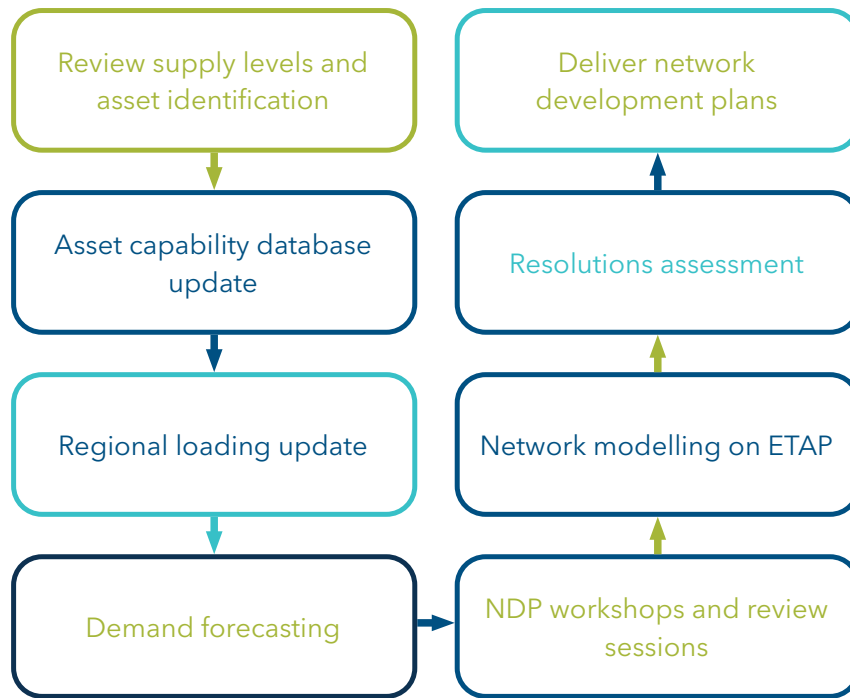 Review supply levels and
asset identification
Asset capability database
update
Regional loading update
Demand forecasting
NDP workshops and review
sessions
Network modelling on ETAP
Resolutions assessment
Deliver network
development plans